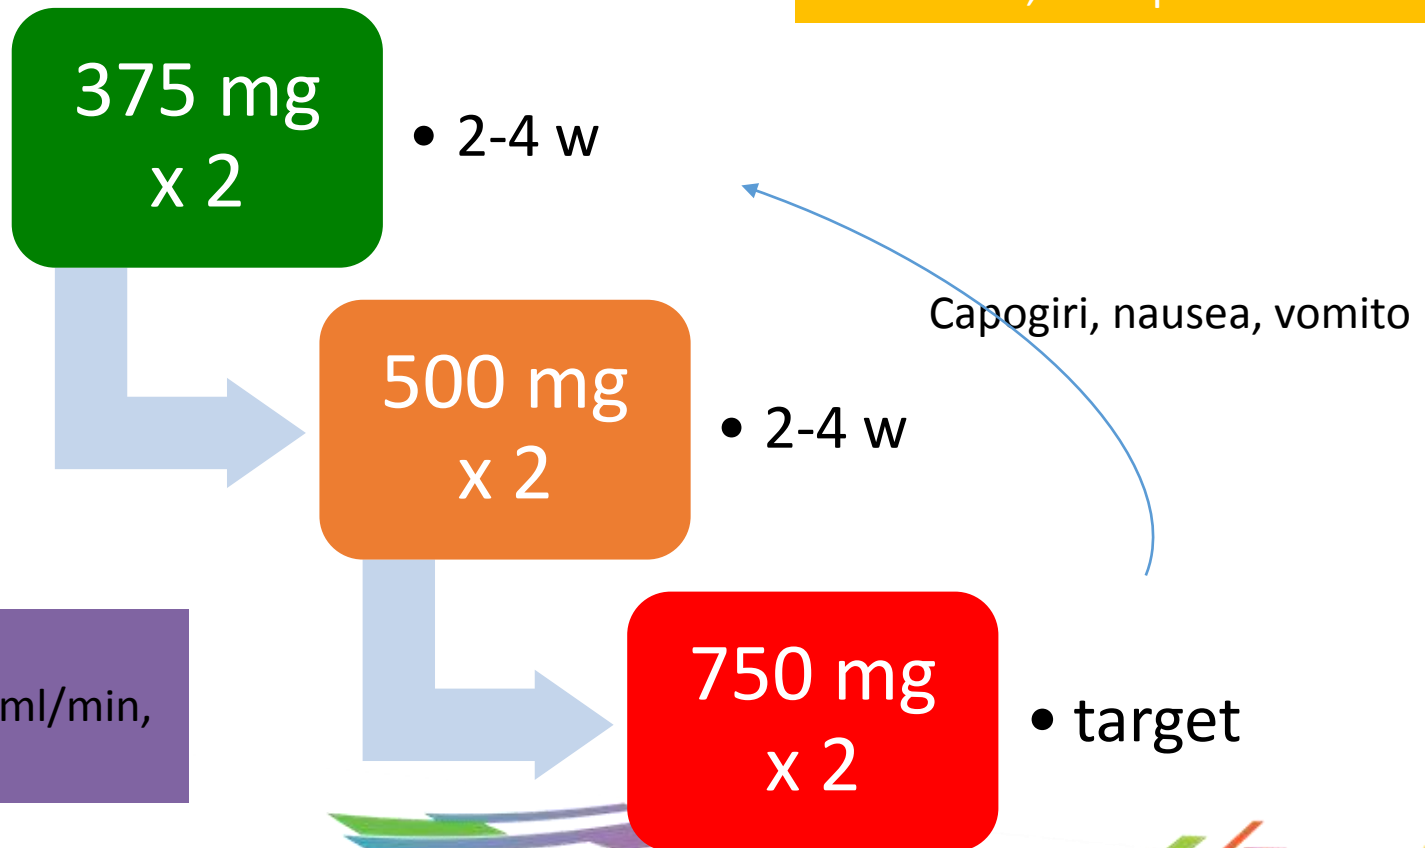 375 mg
x 2
• 2-4 w
Capogiri, nausea, vomito
500 mg
x 2
• 2-4 w
ml/min,
750 mg
x 2
• target